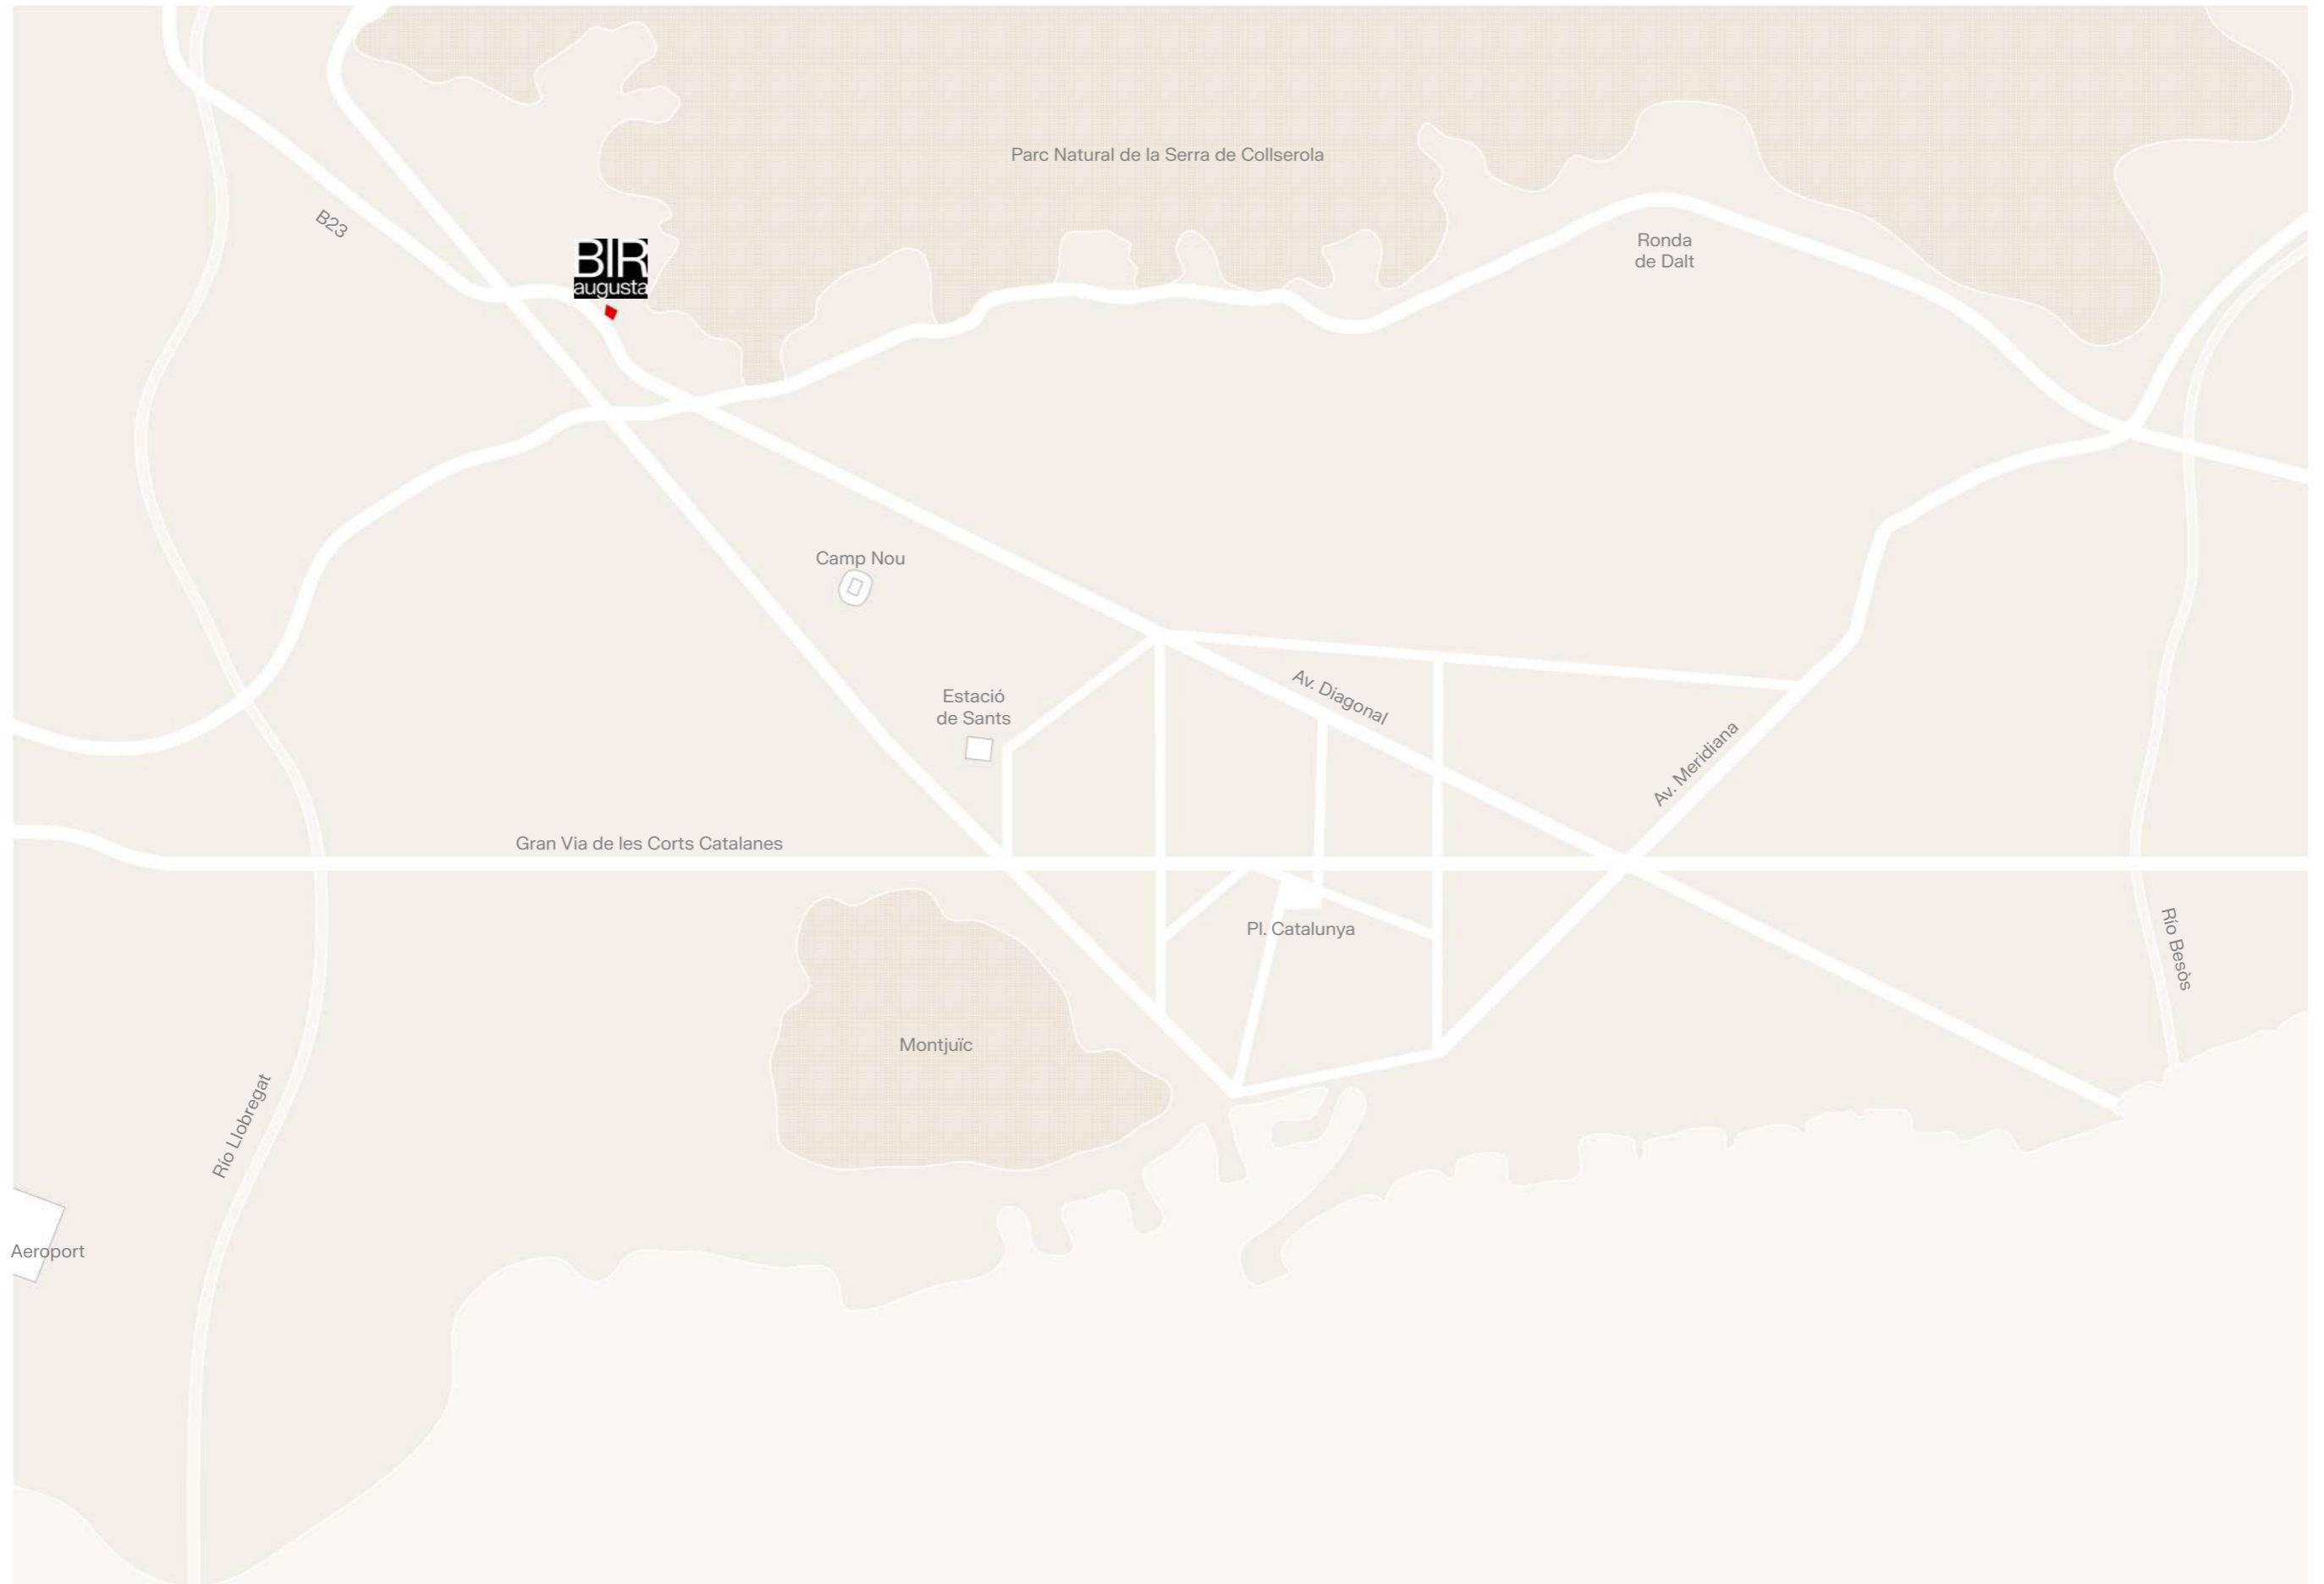 Parc Natural de la Serra de Collserola
B23
BIR
augusta
Ronda
de Dalt
Camp Nou
Estació
de Sants
Av. Diagonal
Av. Meridiana
Gran Via de les Corts Catalanes
Pl. Catalunya
Río Besòs
Montjuïc
Río Llobregat
Aeroport